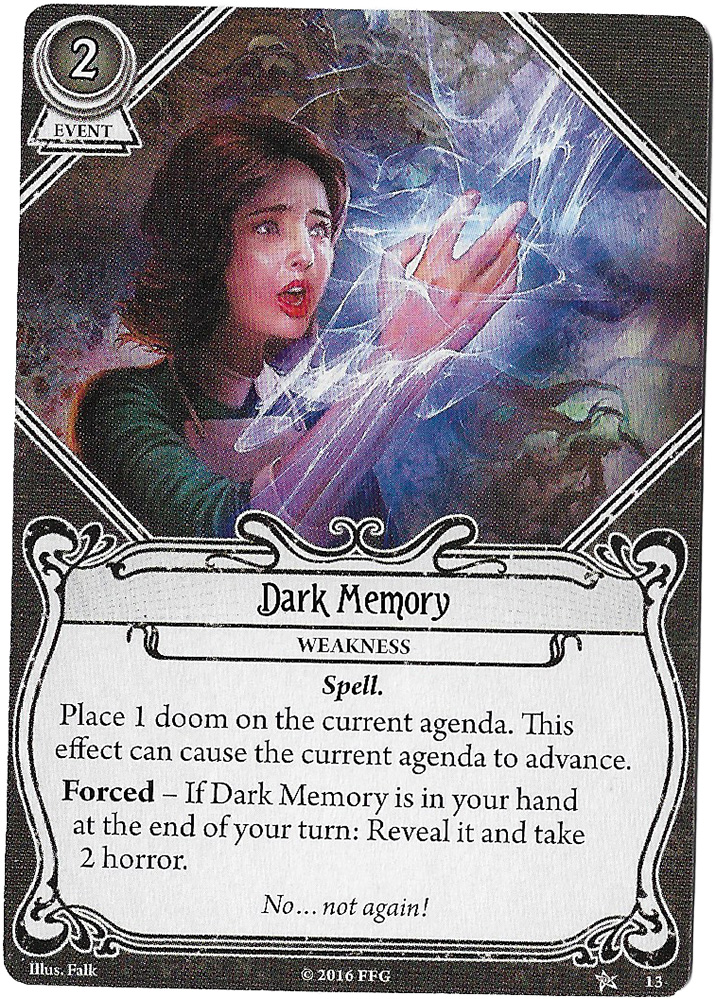 2
EVENT
Dark Memory
WEAKNESS
Spell.
Place 1 doom on the current agenda. This
effect can cause the current agenda to advance.
Forced – If Dark Memory is in your hand
at the end of your turn: Reveal it and take
2 horror.
No… not again!
Illus. Falk © 2016 FFG 13